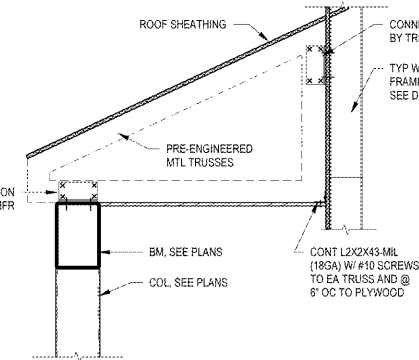 ROOF SHEATHING
CONN
BY TR
TYP W
FRAM
SEE D
PRE-ENGINEERED
MTL TRUSSES
ON
MFR
BM, SEE PLANS
COL, SEE PLANS
CONT L2X2X43-MIL
(18GA) W/ #10 SCREWS
TO EA TRUSS AND @
6" OC TO PLYWOOD